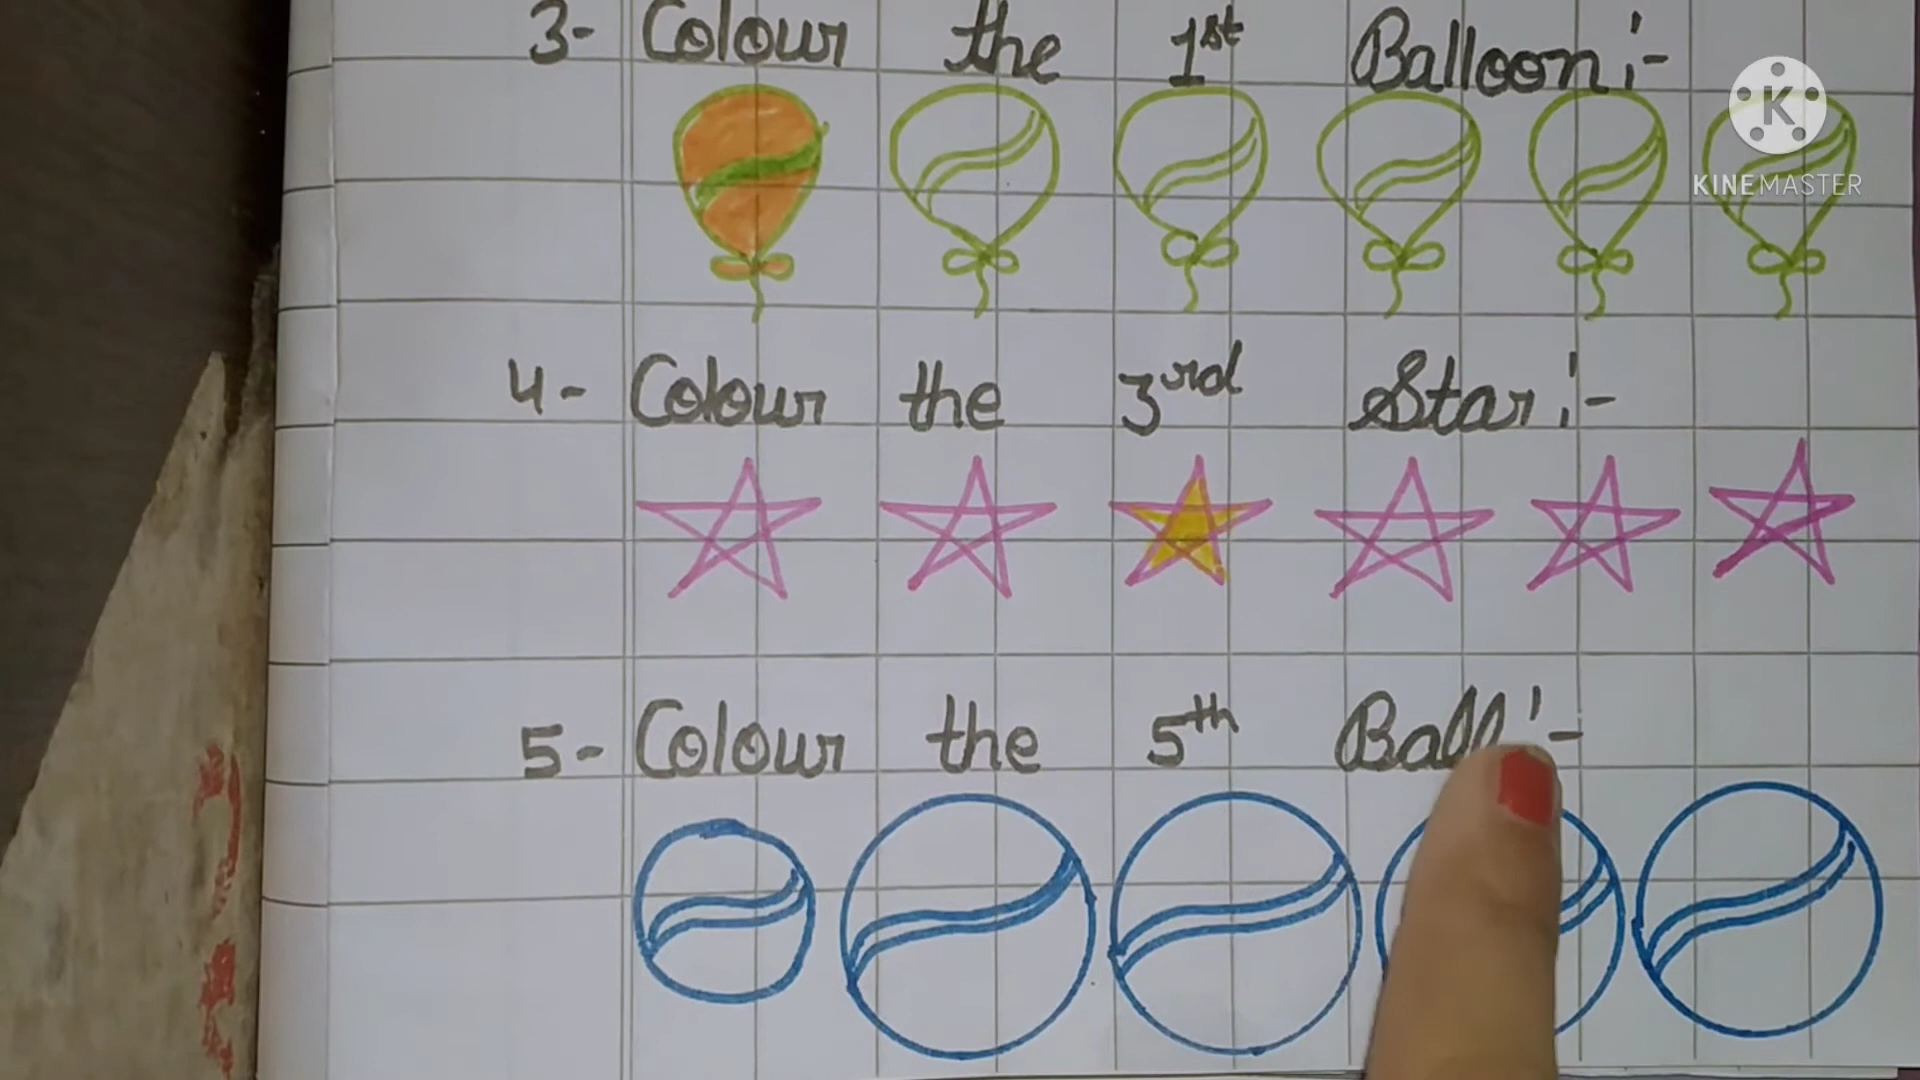 3- Colour the 1st Balloon:-
K
KINEMASTER
4- Colour the 3rd Star:-
5- Colour the 5th Ball:-